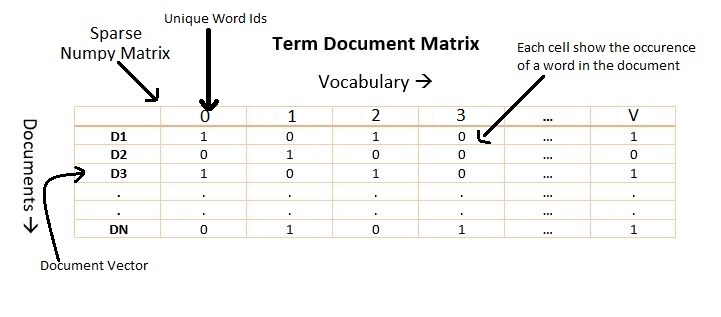 Unique Word Ids
Sparse
Numpy Matrix
Term Document Matrix
Each cell show the occurence
of a word in the document
Vocabulary →
0 1 2 3 ... V
D1 1 0 1 0 ... 1
D2 0 1 0 0 ... 0
D3 1 0 1 0 ... 1
. . . . . ... .
. . . . . ... .
DN 0 1 0 1 ... 1
Documents →
Document Vector